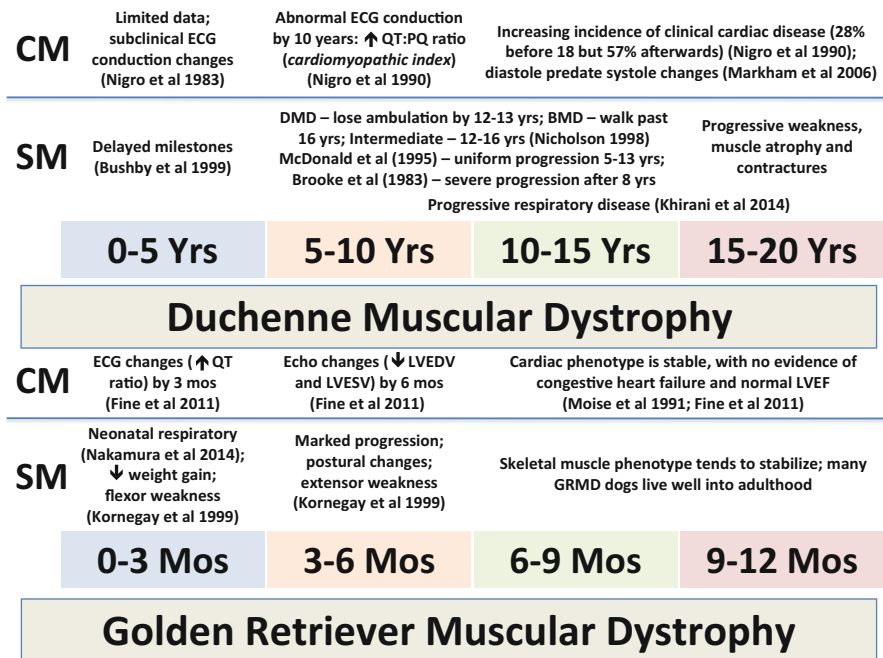 CM
Limited data;
subclinical ECG
conduction changes
(Nigro et al 1983)
Abnormal ECG conduction
by 10 years: ↑ QT:PQ ratio
(cardiomyopathic index)
(Nigro et al 1990)
Increasing incidence of clinical cardiac disease (28%
before 18 but 57% afterwards) (Nigro et al 1990);
diastole predate systole changes (Markham et al 2006)
SM
Delayed milestones
(Bushby et al 1999)
DMD – lose ambulation by 12-13 yrs; BMD – walk past
16 yrs; Intermediate – 12-16 yrs (Nicholson 1998)
McDonald et al (1995) – uniform progression 5-13 yrs;
Brooke et al (1983) – severe progression after 8 yrs
Progressive weakness,
muscle atrophy and
contractures
Progressive respiratory disease (Khirani et al 2014)
0-5 Yrs
5-10 Yrs
10-15 Yrs
15-20 Yrs
Duchenne Muscular Dystrophy
CM
ECG changes (↑ QT
ratio) by 3 mos
(Fine et al 2011)
Echo changes (↓ LVEDV
and LVESV) by 6 mos
(Fine et al 2011)
Cardiac phenotype is stable, with no evidence of
congestive heart failure and normal LVEF
(Moise et al 1991; Fine et al 2011)
SM
Neonatal respiratory
(Nakamura et al 2014);
↓ weight gain;
flexor weakness
(Kornegay et al 1999)
Marked progression;
postural changes;
extensor weakness
(Kornegay et al 1999)
Skeletal muscle phenotype tends to stabilize; many
GRMD dogs live well into adulthood
0-3 Mos
3-6 Mos
6-9 Mos
9-12 Mos
Golden Retriever Muscular Dystrophy